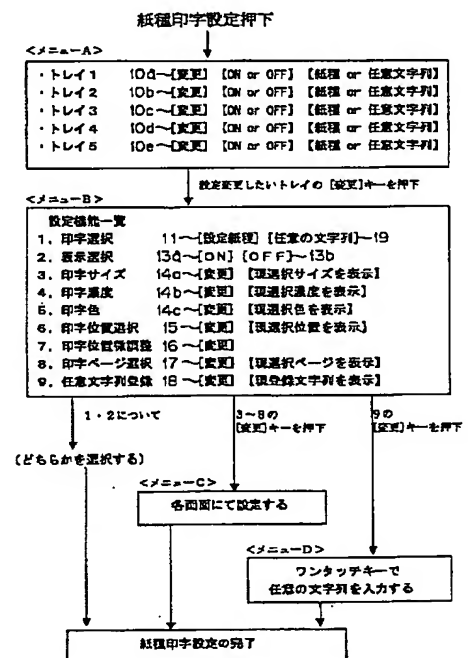 紙種印字設定押下
<メニューA>
・トレイ1 10a～[変更] [ON or OFF] 【紙種 or 任意文字列】
・トレイ2 10b～[変更] [ON or OFF] 【紙種 or 任意文字列】
・トレイ3 10c～[変更] [ON or OFF] 【紙種 or 任意文字列】
・トレイ4 10d～[変更] [ON or OFF] 【紙種 or 任意文字列】
・トレイ5 10e～[変更] [ON or OFF] 【紙種 or 任意文字列】
設定変更したいトレイの [変更]キーを押下
<メニューB>
設定機能一覧
1. 印字選択 11～[設定紙種] [任意の文字列]～19
2. 表示選択 13a～[ON] [OFF]～13b
3. 印字サイズ 14a～[変更] 【現選択サイズを表示】
4. 印字濃度 14b～[変更] 【現選択濃度を表示】
5. 印字色 14c～[変更] 【現選択色を表示】
6. 印字位置選択 15～[変更] 【現選択位置を表示】
7. 印字位置微調整 16～[変更]
8. 印字ページ選択 17～[変更] 【現選択ページを表示】
9. 任意文字列登録 18～[変更] 【現登録文字列を表示】
1・2について
(どちらかを選択する)
3～8の
[変更]キーを押下
9の
[変更]キーを押下
<メニューC>
各画面にて設定する
<メニューD>
ワンタッチキーで
任意の文字列を入力する
紙種印字設定の完了